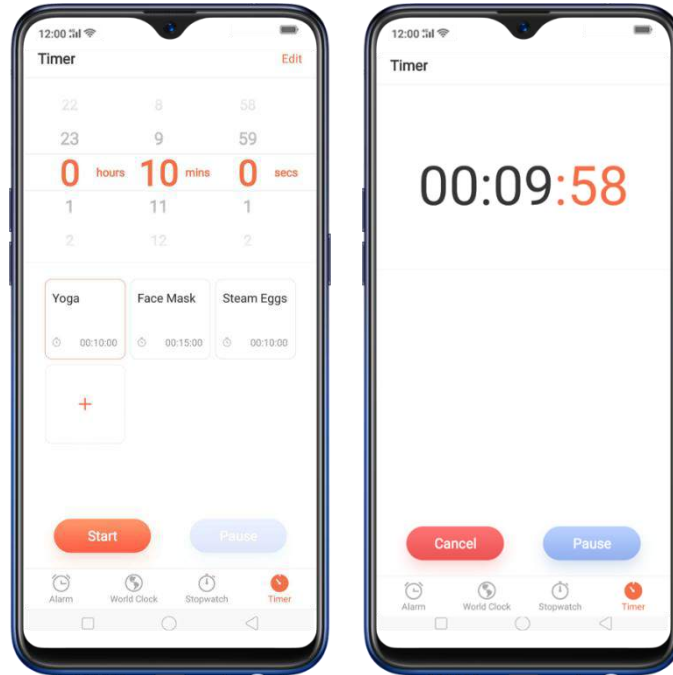 12:00
Timer
Edit
22 8 58
23 9 59
0 hours 10 mins 0 secs
1 11 1
2 12 2
Yoga
00:10:00
Face Mask
00:15:00
Steam Eggs
00:10:00
+
Start
Pause
Alarm
World Clock
Stopwatch
Timer
12:00
Timer
00:09:58
Cancel
Pause
Alarm
World Clock
Stopwatch
Timer